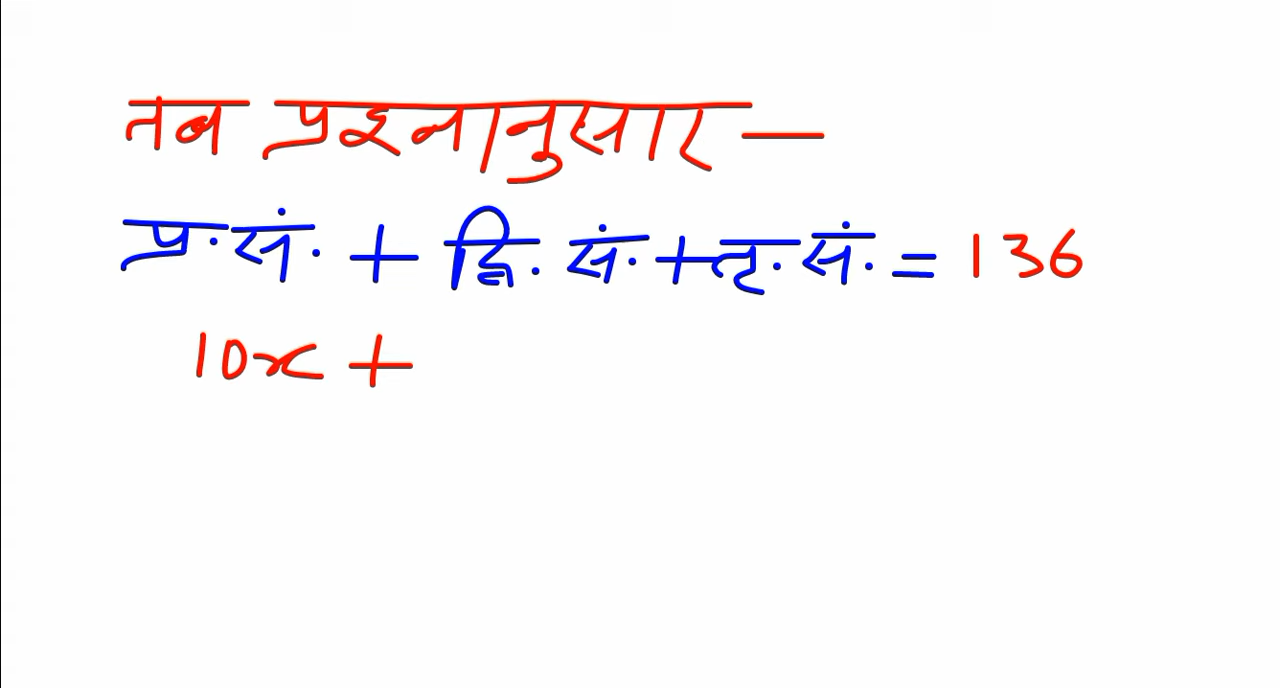 तब प्रश्नानुसार —
प्र. सं. + द्वि. सं. + तृ. सं. = 136
10x +